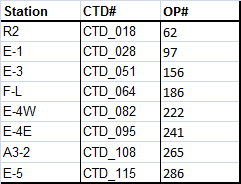 Station CTD# OP#
R2 CTD_018 62
E-1 CTD_028 97
E-3 CTD_051 156
F-L CTD_064 186
E-4W CTD_082 222
E-4E CTD_095 241
A3-2 CTD_108 265
E-5 CTD_115 286